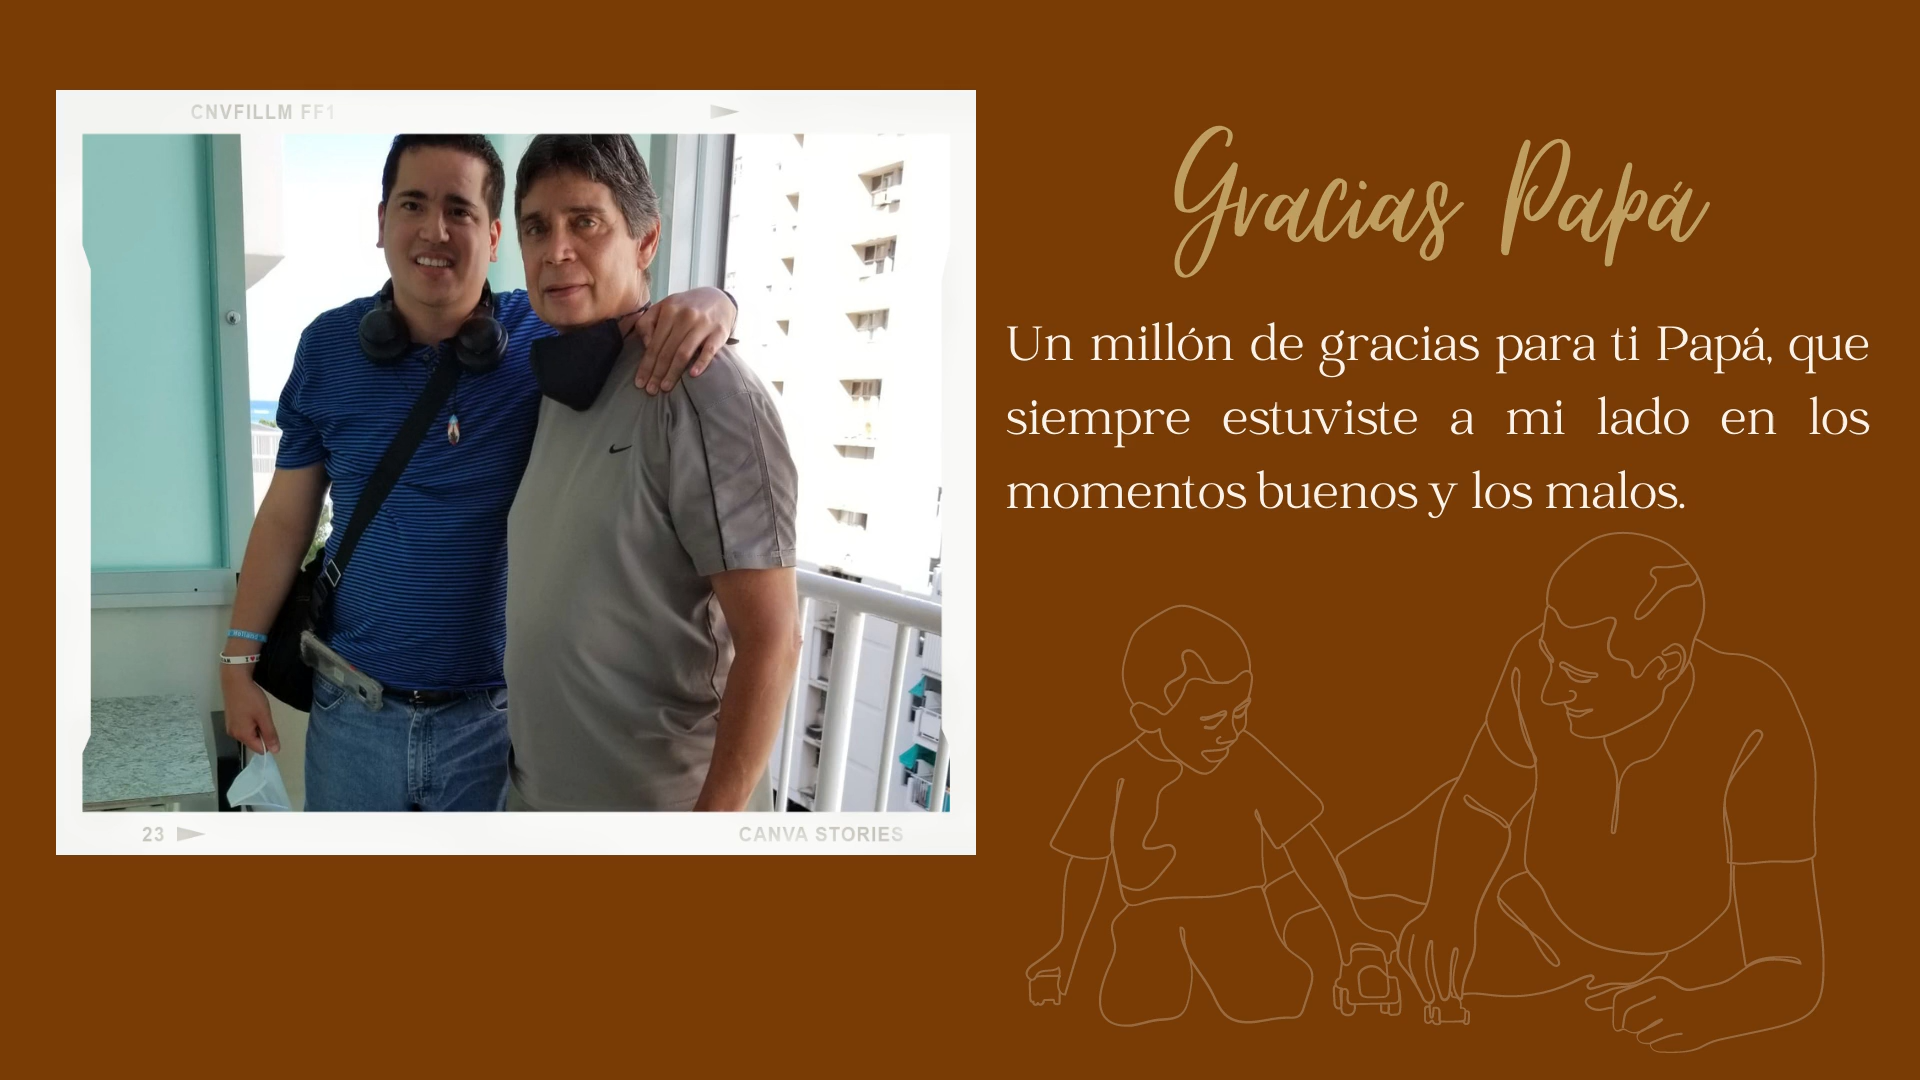 CNVFILLM FF1
Gracias Papá
Un millón de gracias para ti Papá, que
siempre estuviste a mi lado en los
momentos buenos y los malos.
23
CANVA STORIES